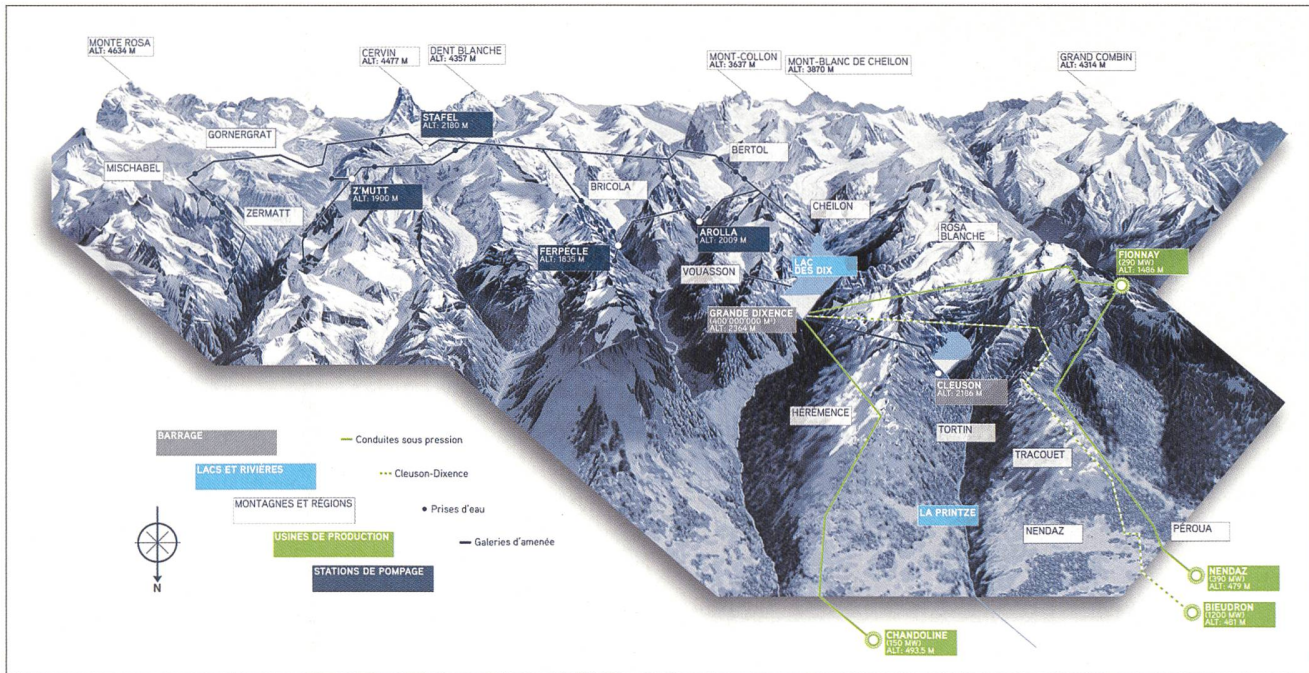 MONTE ROSA
ALT: 4634 M
CERVIN
ALT: 4477 M
DENT BLANCHE
ALT: 4357 M
MONT-COLLON
ALT: 3637 M
MONT-BLANC DE CHEILON
ALT: 3870 M
GRAND COMBIN
ALT: 4314 M
STAFEL
ALT: 2180 M
GORNERGRAT
MISCHABEL
BERTOL
Z'MUTT
ALT: 1900 M
BRICOLA
ZERMATT
CHEILON
AROLLA
ALT: 2009 M
ROSA
BLANCHE
FERPÈCLE
ALT: 1835 M
VOUASSON
LAC
DES DIX
FIONNAY
(290 MW)
ALT: 1486 M
GRANDE DIXENCE
(400'000'000 M³)
ALT: 2364 M
CLEUSON
ALT: 2186 M
HÉRÉMENCE
TORTIN
TRACOUET
LA PRINTZE
NENDAZ
PÉROUA
NENDAZ
(390 MW)
ALT: 479 M
BIEUDRON
(1200 MW)
ALT: 481 M
CHANDOLINE
(150 MW)
ALT: 493.5 M
BARRAGE
LACS ET RIVIÈRES
MONTAGNES ET RÉGIONS
USINES DE PRODUCTION
STATIONS DE POMPAGE
Conduites sous pression
Cleuson-Dixence
Prises d'eau
Galeries d'amenée
N